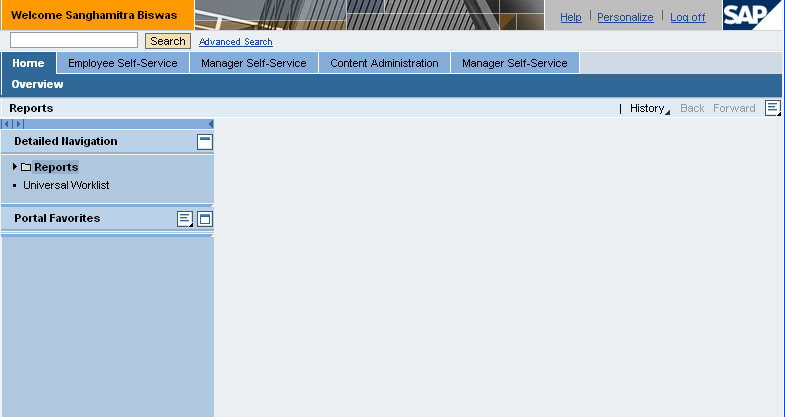 Welcome Sanghamitra Biswas
Help Personalize Log off SAP
Search Advanced Search
Home Employee Self-Service Manager Self-Service Content Administration Manager Self-Service
Overview
Reports History Back Forward
Detailed Navigation
Reports
Universal Worklist
Portal Favorites